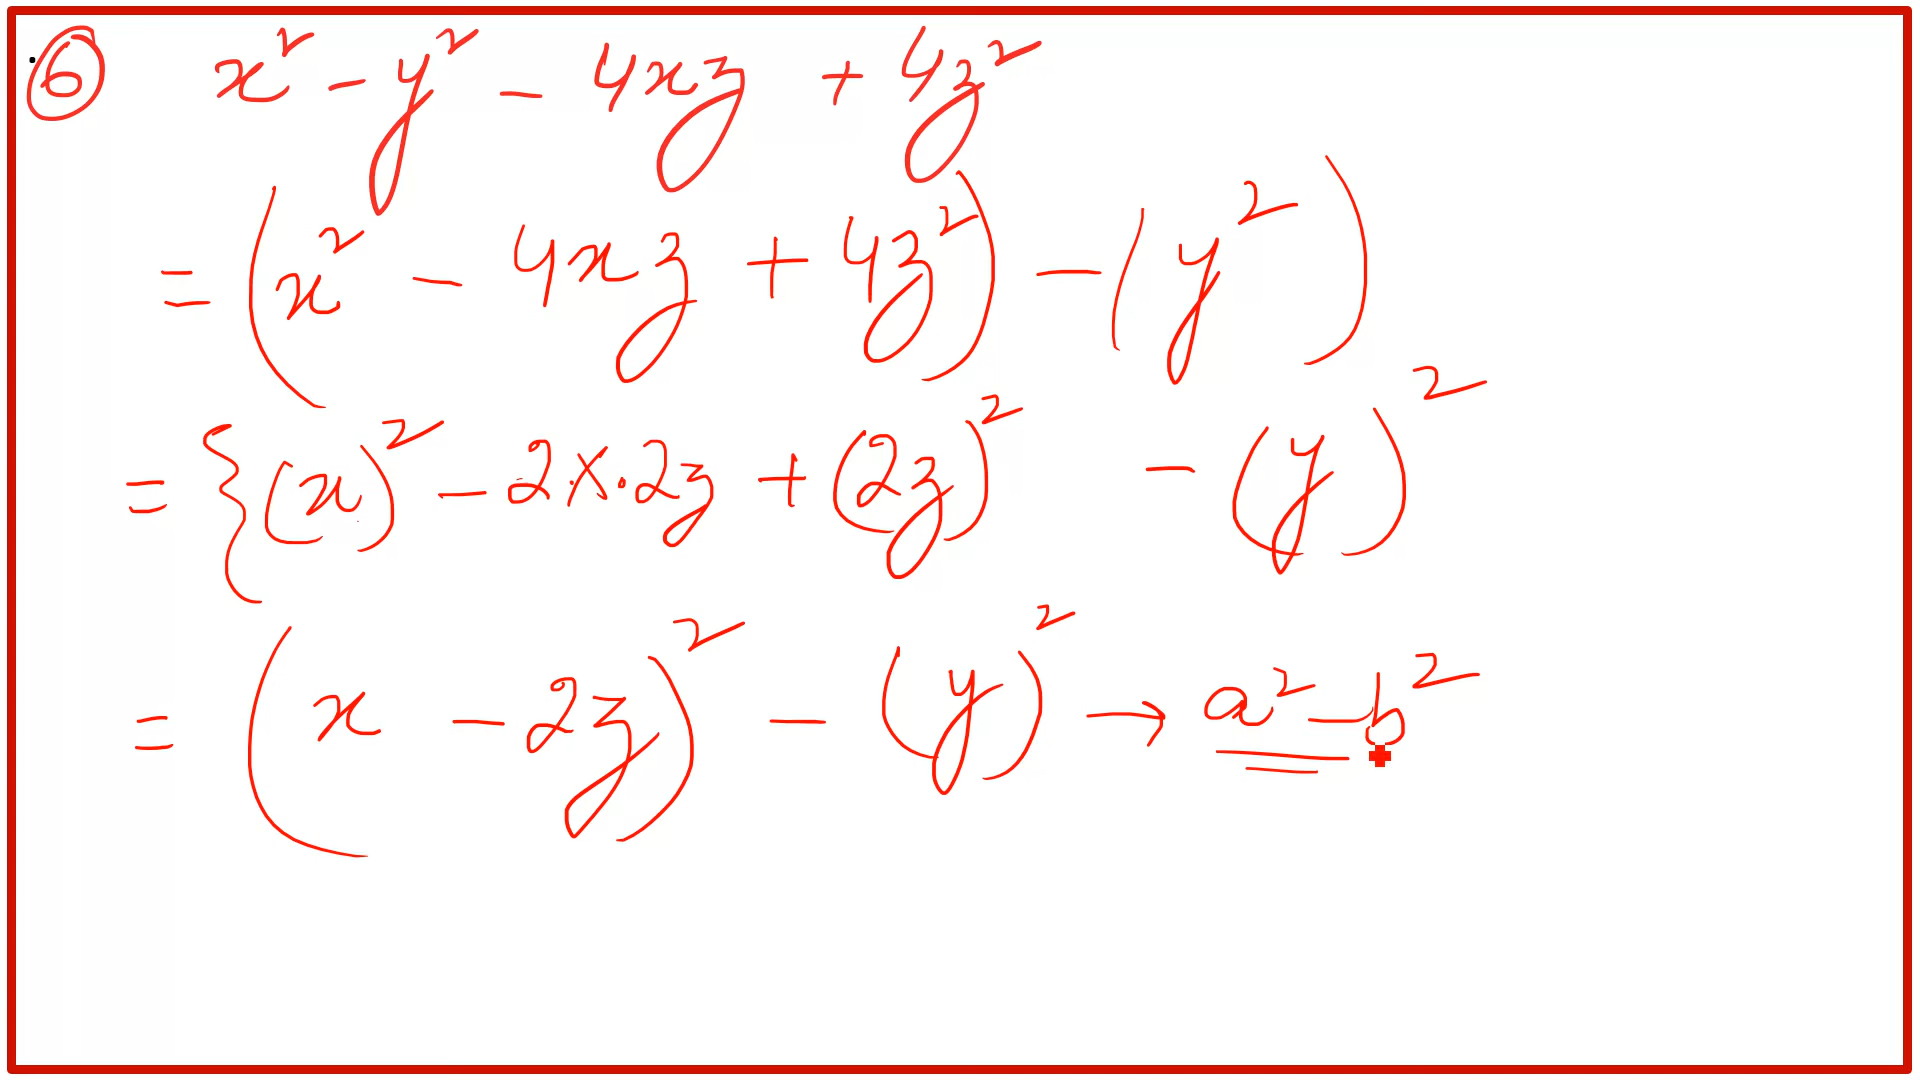 ⑥ x² - y² - 4xz + 4z²
= (x² - 4xz + 4z²) - (y²)
= {(x)² - 2x·2z + (2z)² - (y)²
= (x - 2z)² - (y)² → a² - b²